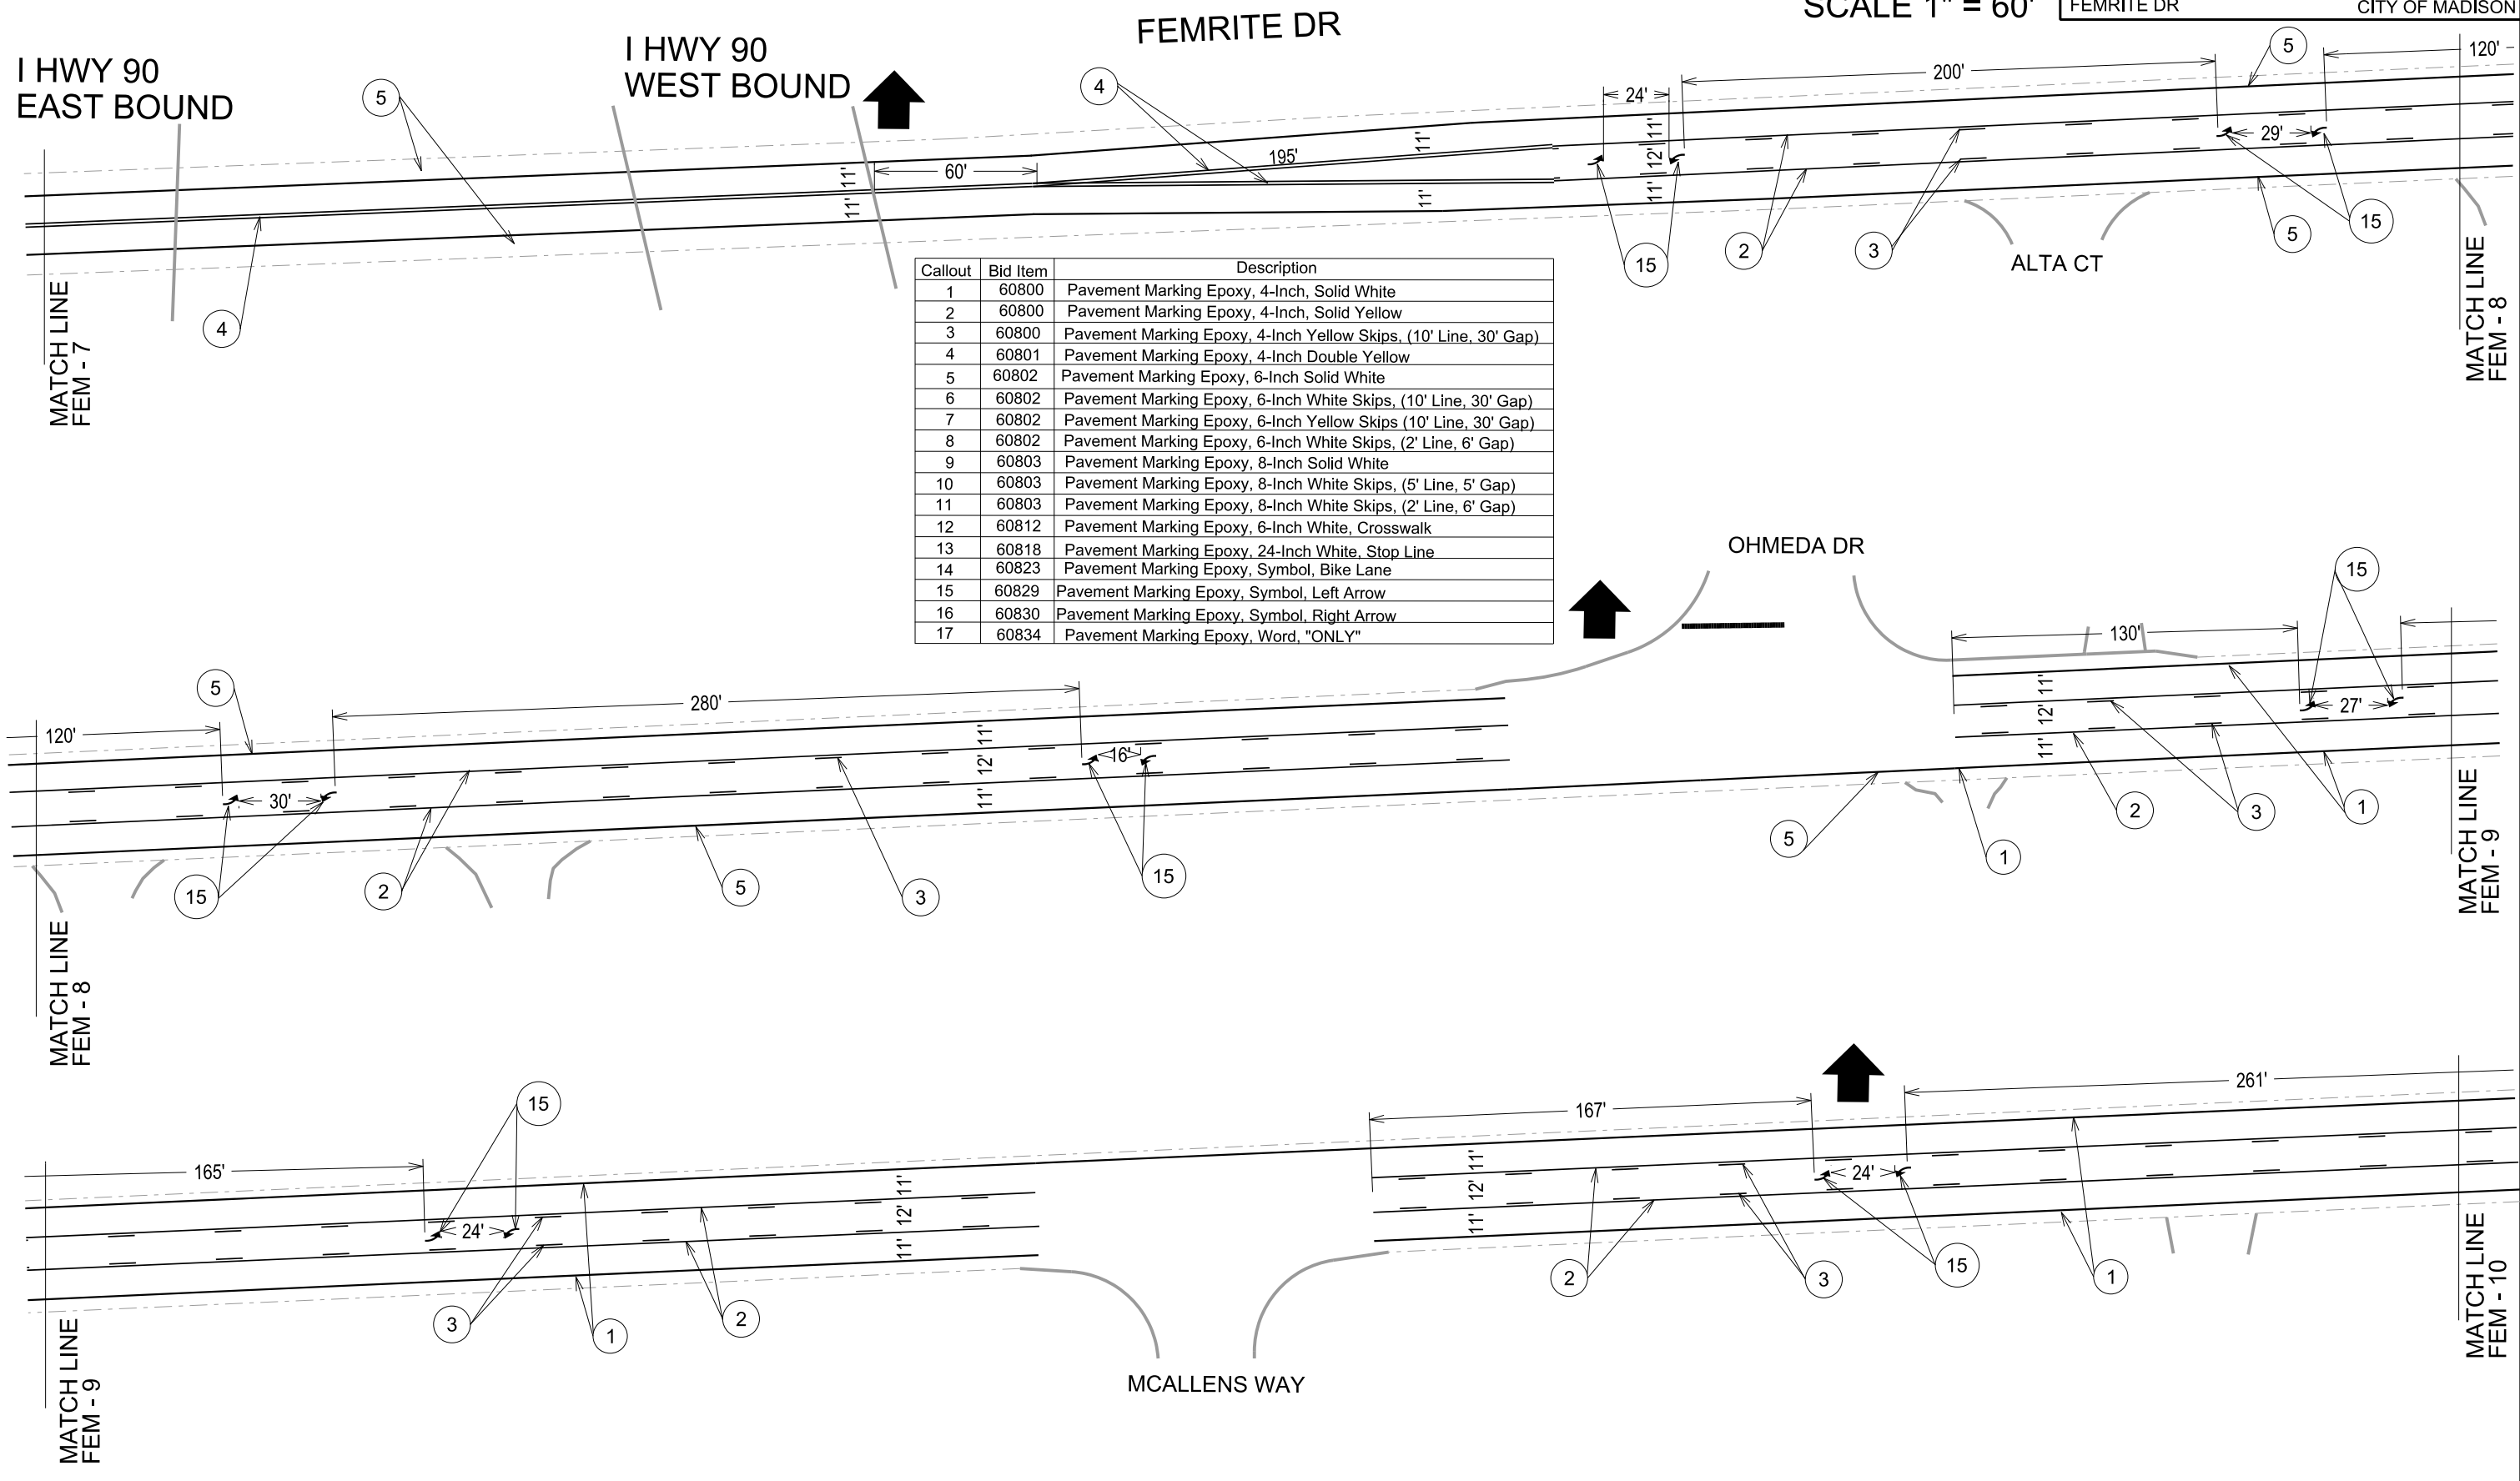 FEMRITE DR
SCALE 1" = 60'
FEMRITE DR
CITY OF MADISON
I HWY 90
EAST BOUND
I HWY 90
WEST BOUND
5
4
5
120'
200'
24'
29'
195'
60'
11'
11'
11'
11'
11'
12'
11'
4
15
2
3
ALTA CT
5
15
MATCH LINE
FEM - 7
MATCH LINE
FEM - 8
Callout Bid Item Description
1 60800 Pavement Marking Epoxy, 4-Inch, Solid White
2 60800 Pavement Marking Epoxy, 4-Inch, Solid Yellow
3 60800 Pavement Marking Epoxy, 4-Inch Yellow Skips, (10' Line, 30' Gap)
4 60801 Pavement Marking Epoxy, 4-Inch Double Yellow
5 60802 Pavement Marking Epoxy, 6-Inch Solid White
6 60802 Pavement Marking Epoxy, 6-Inch White Skips, (10' Line, 30' Gap)
7 60802 Pavement Marking Epoxy, 6-Inch Yellow Skips (10' Line, 30' Gap)
8 60802 Pavement Marking Epoxy, 6-Inch White Skips, (2' Line, 6' Gap)
9 60803 Pavement Marking Epoxy, 8-Inch Solid White
10 60803 Pavement Marking Epoxy, 8-Inch White Skips, (5' Line, 5' Gap)
11 60803 Pavement Marking Epoxy, 8-Inch White Skips, (2' Line, 6' Gap)
12 60812 Pavement Marking Epoxy, 6-Inch White, Crosswalk
13 60818 Pavement Marking Epoxy, 24-Inch White, Stop Line
14 60823 Pavement Marking Epoxy, Symbol, Bike Lane
15 60829 Pavement Marking Epoxy, Symbol, Left Arrow
16 60830 Pavement Marking Epoxy, Symbol, Right Arrow
17 60834 Pavement Marking Epoxy, Word, "ONLY"
OHMEDA DR
15
130'
5
280'
120'
11'
12'
11'
11'
12'
11'
27'
16'
30'
15
2
5
3
15
5
1
2
3
1
MATCH LINE
FEM - 8
MATCH LINE
FEM - 9
15
261'
167'
165'
11'
12'
11'
11'
12'
11'
24'
24'
3
1
2
2
3
15
1
MCALLENS WAY
MATCH LINE
FEM - 9
MATCH LINE
FEM - 10